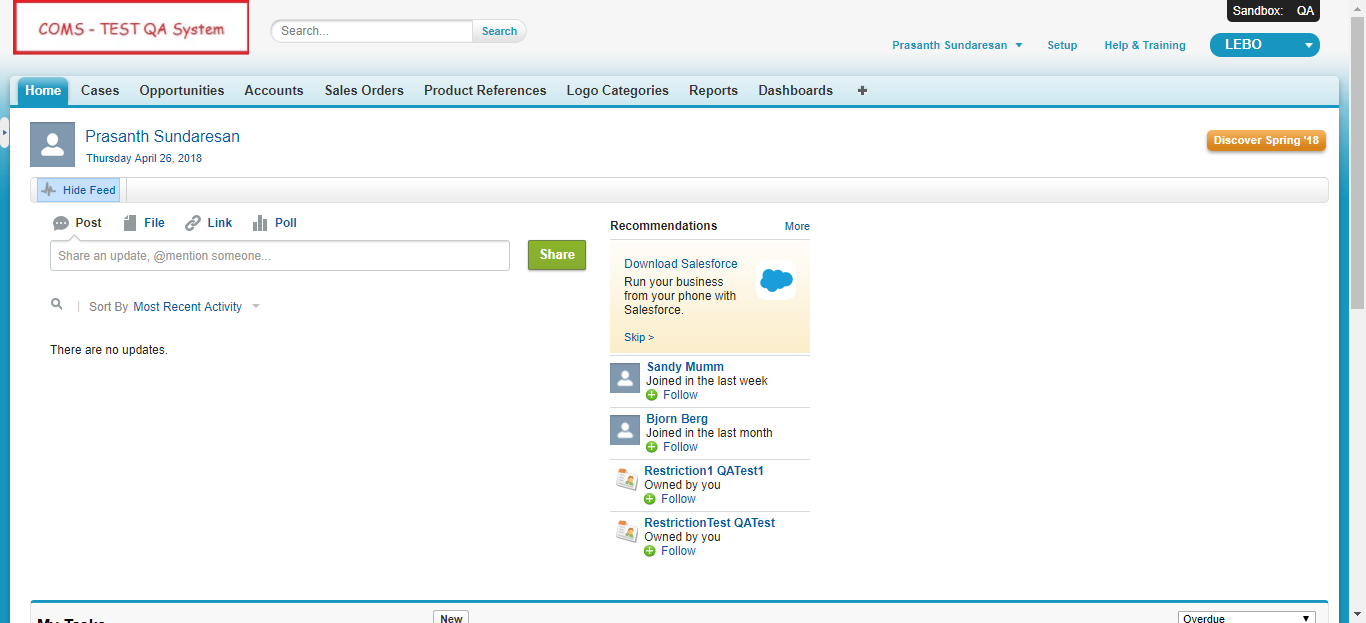 COMS - TEST QA System
Search...
Search
Sandbox: QA
Prasanth Sundaresan
Setup
Help & Training
LEBO
Home
Cases
Opportunities
Accounts
Sales Orders
Product References
Logo Categories
Reports
Dashboards
+
Prasanth Sundaresan
Thursday April 26, 2018
Discover Spring '18
Hide Feed
Post
File
Link
Poll
Share an update, @mention someone...
Share
Sort By Most Recent Activity
There are no updates.
Recommendations
More
Download Salesforce
Run your business
from your phone with
Salesforce.
Skip >
Sandy Mumm
Joined in the last week
Follow
Bjorn Berg
Joined in the last month
Follow
Restriction1 QATest1
Owned by you
Follow
RestrictionTest QATest
Owned by you
Follow
My Tasks
New
Overdue